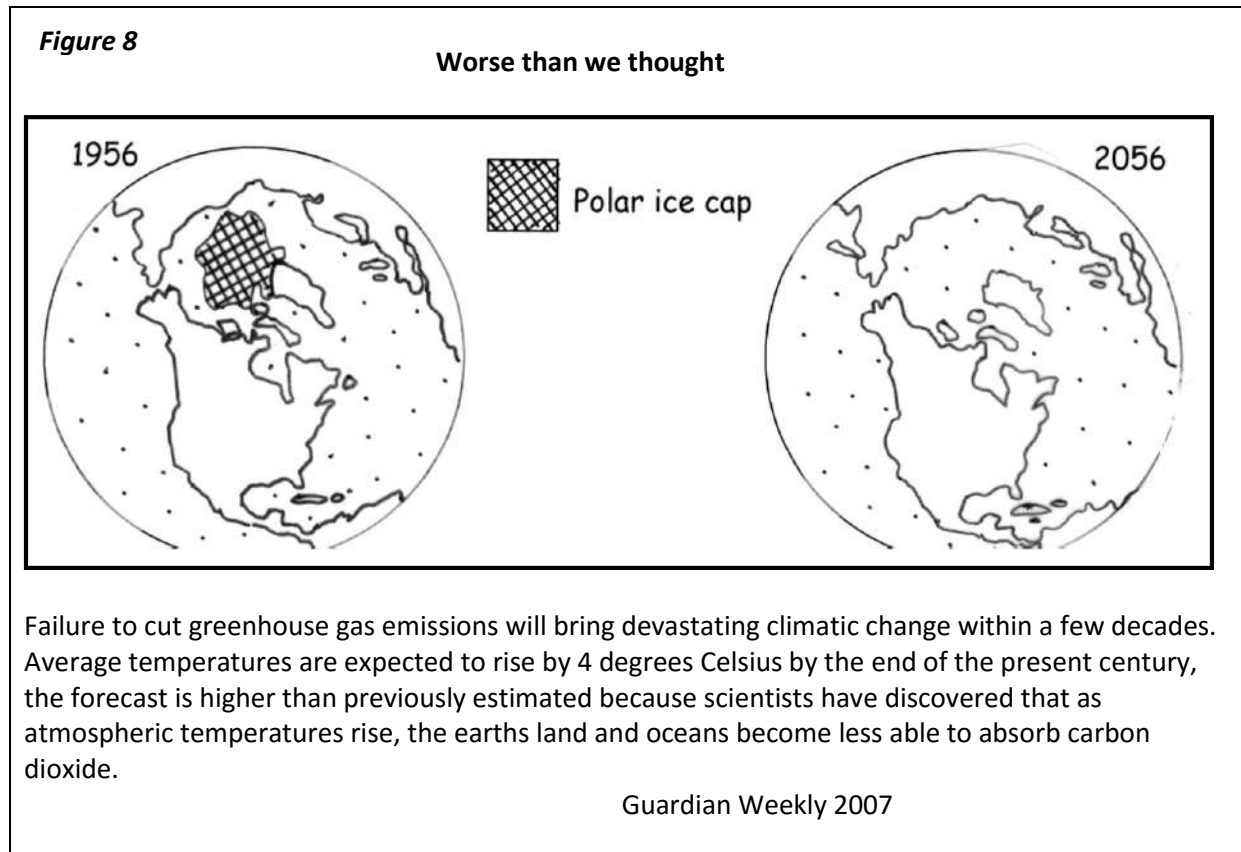 Figure 8
Worse than we thought
1956
Polar ice cap
2056
Failure to cut greenhouse gas emissions will bring devastating climatic change within a few decades.
Average temperatures are expected to rise by 4 degrees Celsius by the end of the present century,
the forecast is higher than previously estimated because scientists have discovered that as
atmospheric temperatures rise, the earths land and oceans become less able to absorb carbon
dioxide.
Guardian Weekly 2007